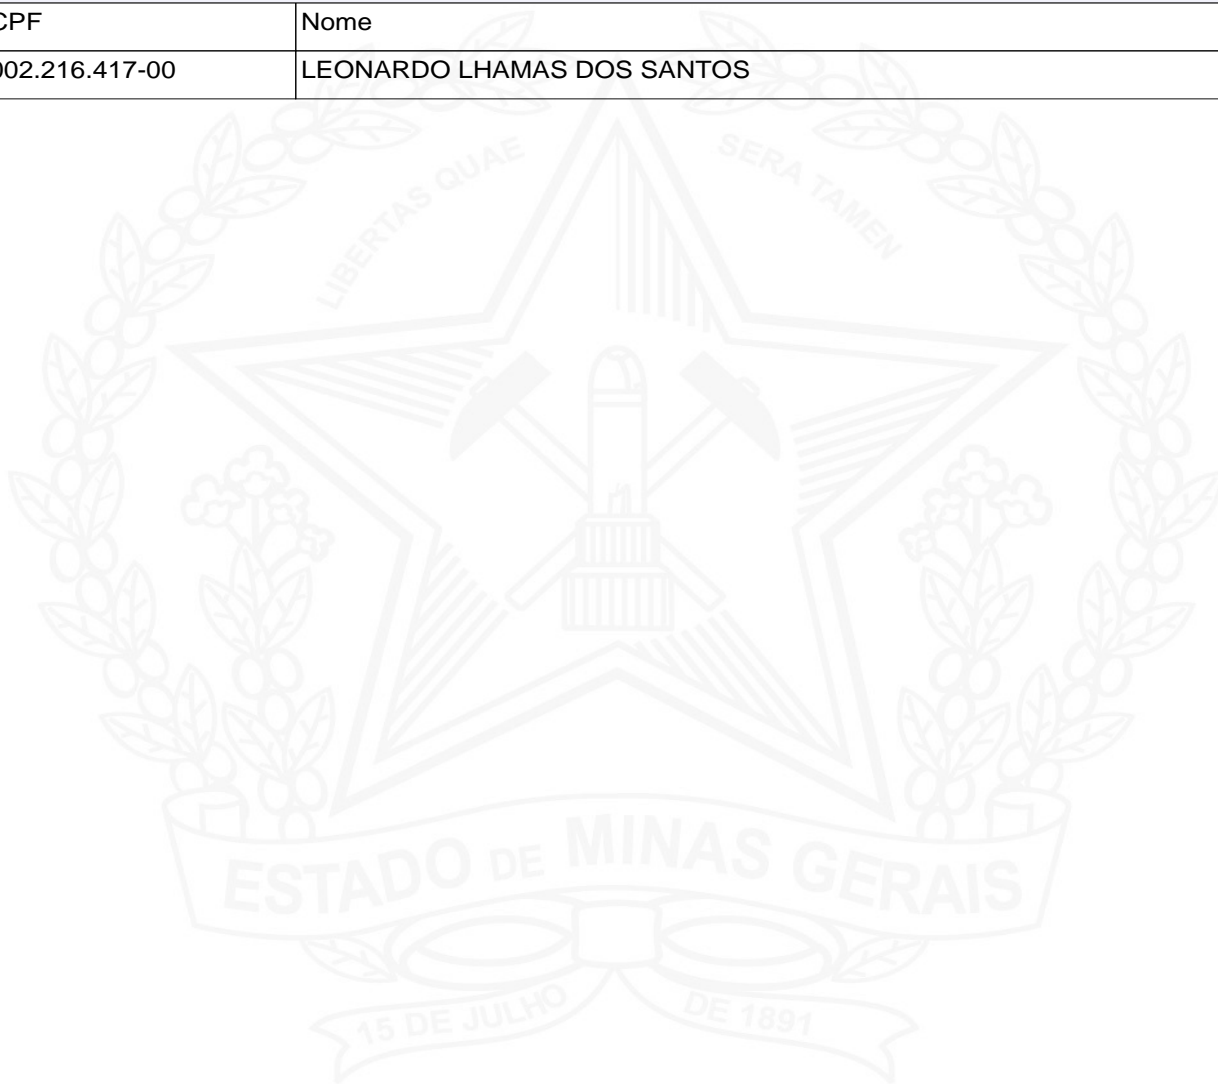 CPF Nome
002.216.417-00 LEONARDO LHAMAS DOS SANTOS
LIBERTAS QUAE SERA TAMEN
ESTADO DE MINAS GERAIS
15 DE JULHO DE 1891